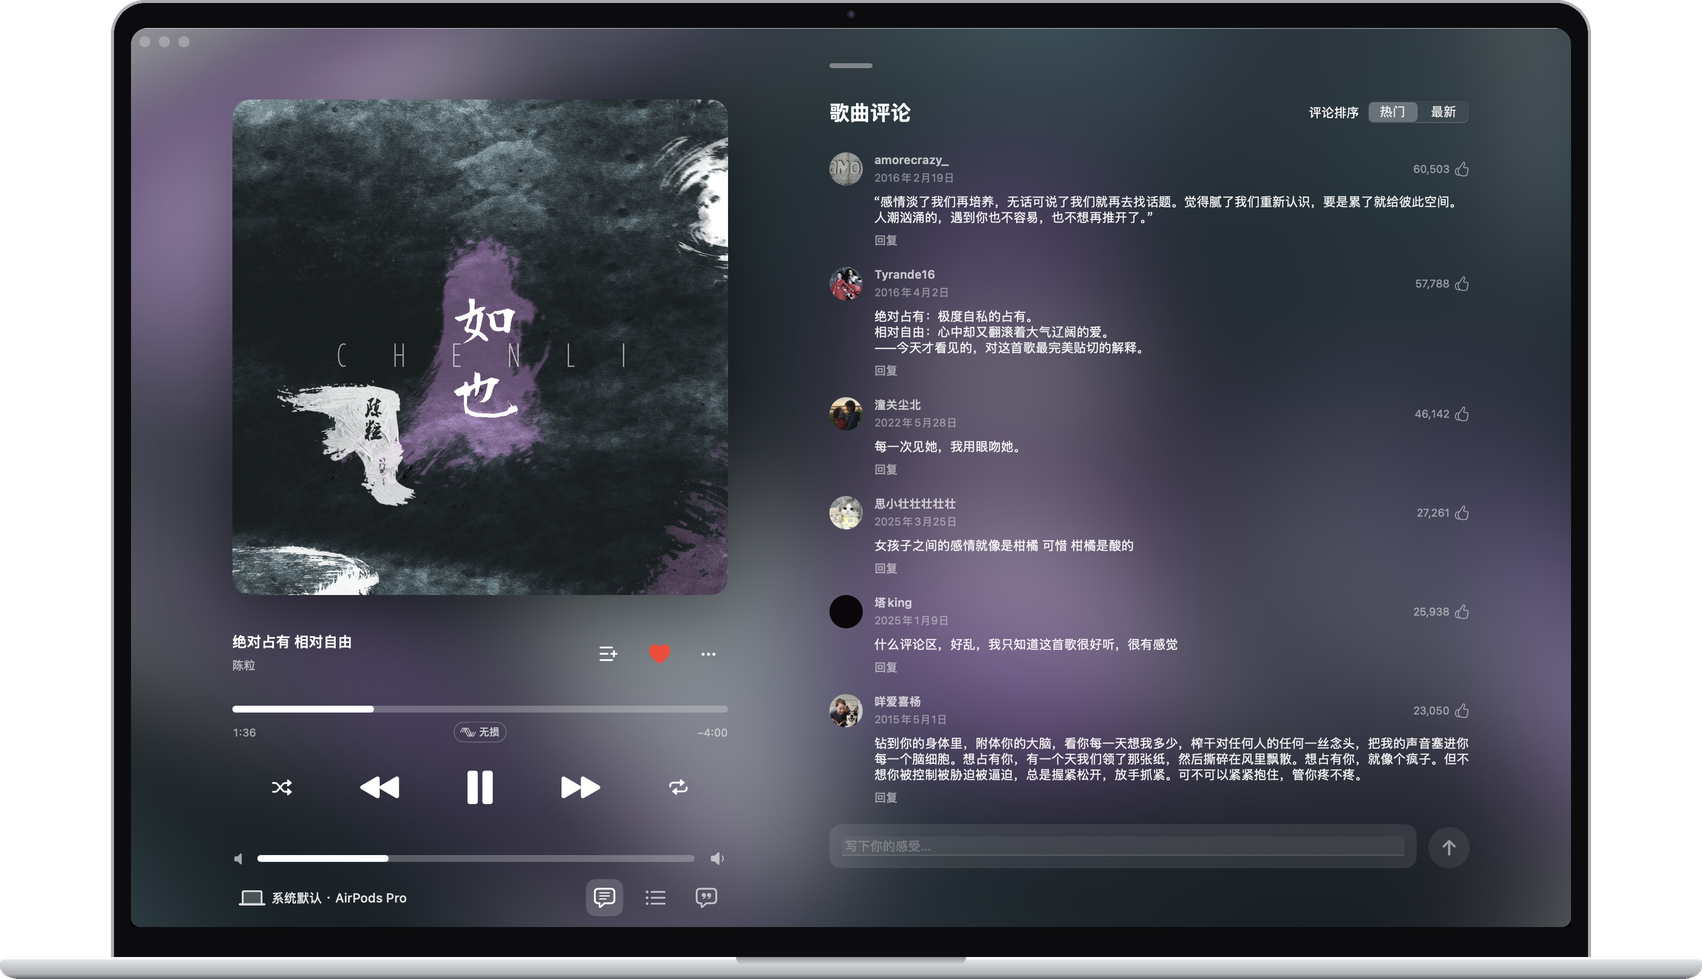 如
CHENLI
也
陈粒
绝对占有 相对自由
陈粒
1:36
无损
–4:00
系统默认 · AirPods Pro
歌曲评论
评论排序
热门
最新
amorecrazy_
2016年2月19日
60,503
“感情淡了我们再培养，无话可说了我们就再去找话题。觉得腻了我们重新认识，要是累了就给彼此空间。
人潮汹涌的，遇到你也不容易，也不想再推开了。”
回复
Tyrande16
2016年4月2日
57,788
绝对占有：极度自私的占有。
相对自由：心中却又翻滚着大气辽阔的爱。
——今天才看见的，对这首歌最完美贴切的解释。
回复
潼关尘北
2022年5月28日
46,142
每一次见她，我用眼吻她。
回复
思小壮壮壮壮壮
2025年3月25日
27,261
女孩子之间的感情就像是柑橘 可惜 柑橘是酸的
回复
塔king
2025年1月9日
25,938
什么评论区，好乱，我只知道这首歌很好听，很有感觉
回复
咩爱喜杨
2015年5月1日
23,050
钻到你的身体里，附体你的大脑，看你每一天想我多少，榨干对任何人的任何一丝念头，把我的声音塞进你
每一个脑细胞。想占有你，有一个天我们领了那张纸，然后撕碎在风里飘散。想占有你，就像个疯子。但不
想你被控制被胁迫被逼迫，总是握紧松开，放手抓紧。可不可以紧紧抱住，管你疼不疼。
回复
写下你的感受...